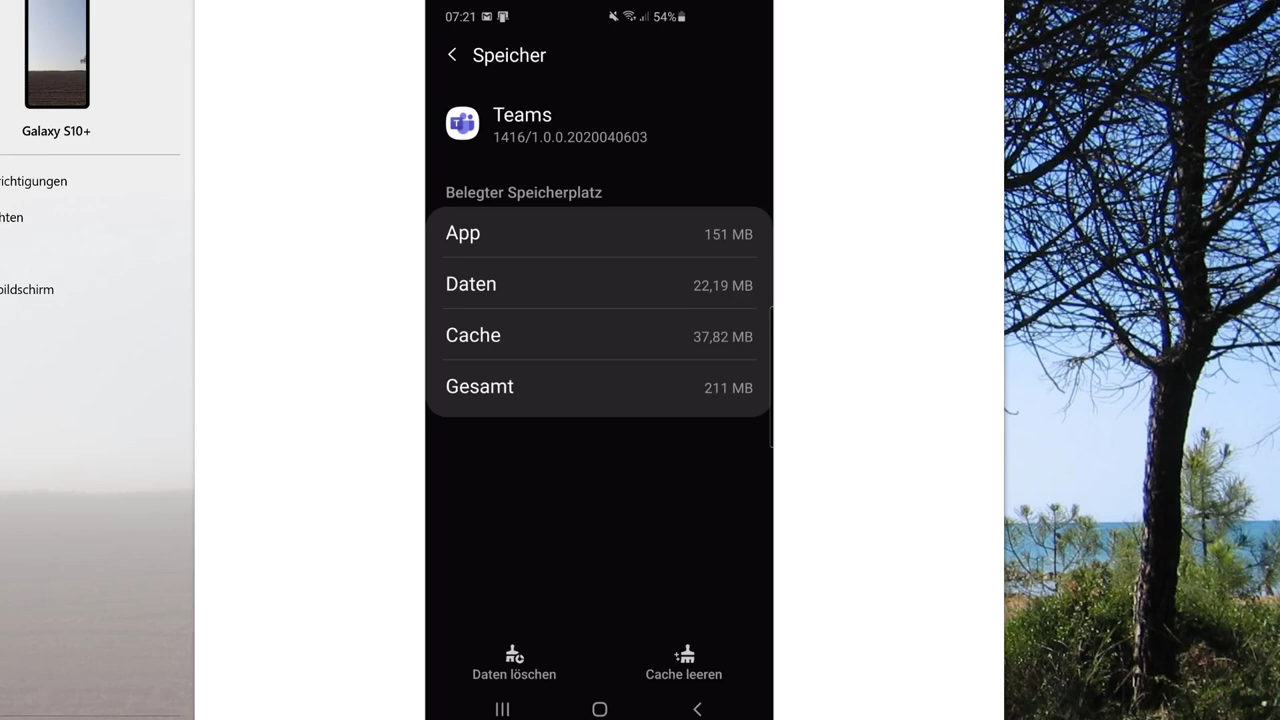 Galaxy S10+
ichtigungen
hten
bildschirm
07:21
54%
Speicher
Teams
1416/1.0.0.2020040603
Belegter Speicherplatz
App 151 MB
Daten 22,19 MB
Cache 37,82 MB
Gesamt 211 MB
Daten löschen
Cache leeren